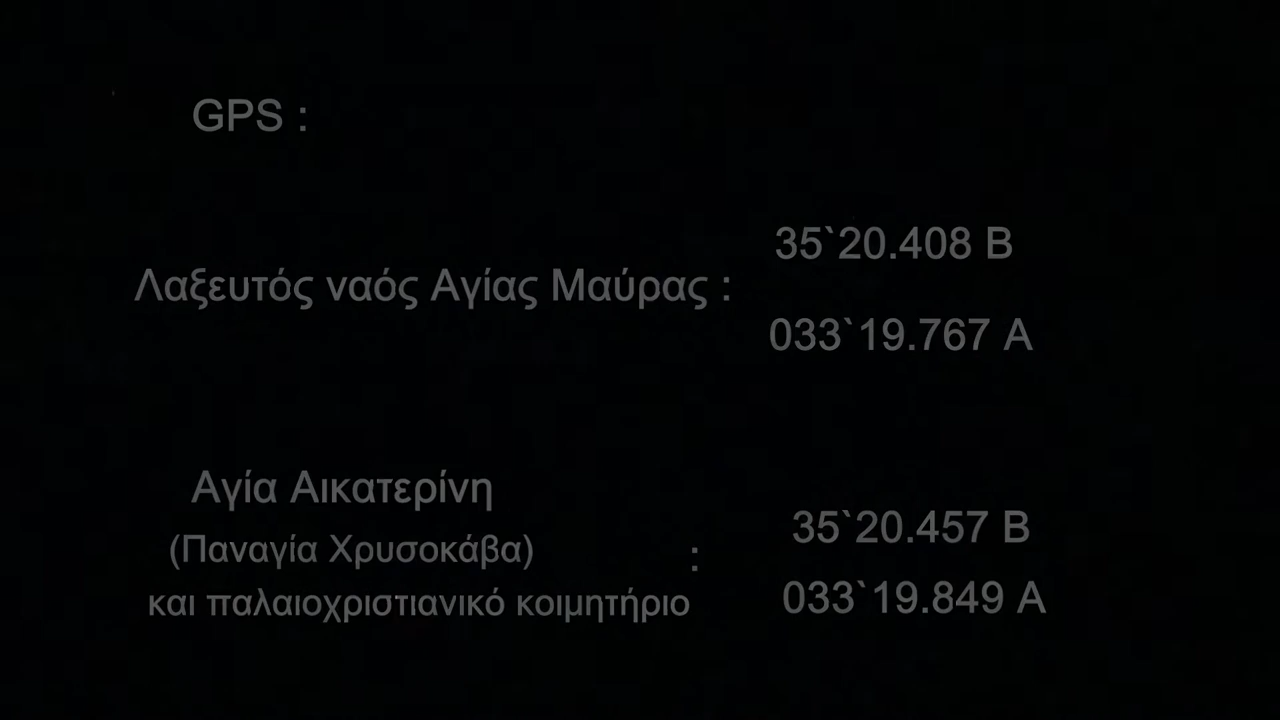 GPS :
35`20.408 Β
Λαξευτός ναός Αγίας Μαύρας :
033`19.767 Α
Αγία Αικατερίνη
35`20.457 Β
(Παναγία Χρυσοκάβα) :
και παλαιοχριστιανικό κοιμητήριο
033`19.849 Α